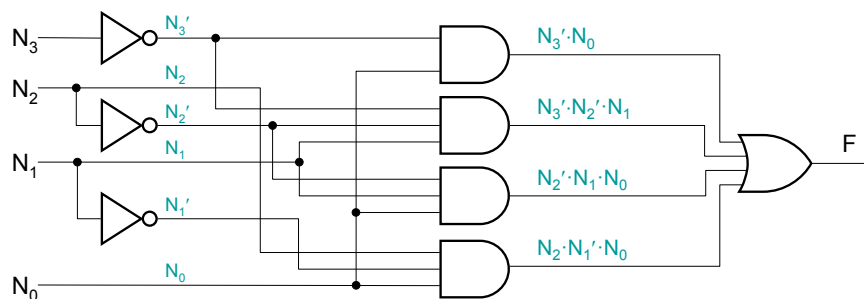 N₃ N₃′ N₃′·N₀
N₂ N₂
N₂′ N₃′·N₂′·N₁
F
N₁ N₁
N₂′·N₁·N₀
N₁′
N₂·N₁′·N₀
N₀ N₀